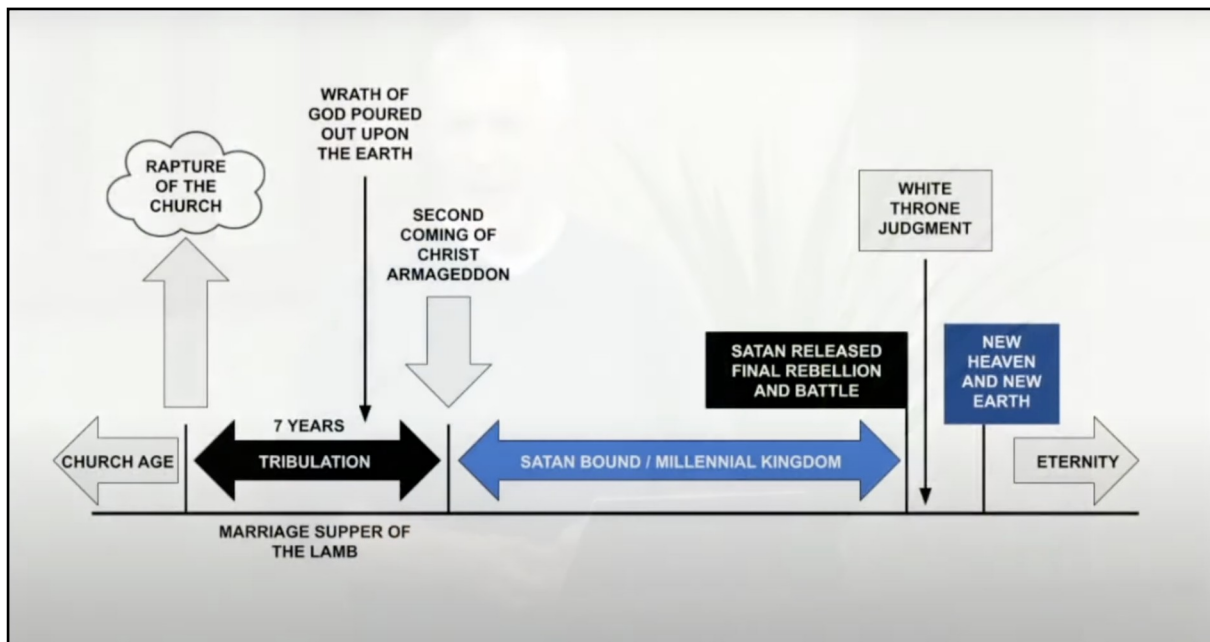 WRATH OF
GOD POURED
OUT UPON
THE EARTH
RAPTURE
OF THE
CHURCH
SECOND
COMING OF
CHRIST
ARMAGEDDON
WHITE
THRONE
JUDGMENT
SATAN RELEASED
FINAL REBELLION
AND BATTLE
NEW
HEAVEN
AND NEW
EARTH
CHURCH AGE
7 YEARS
TRIBULATION
SATAN BOUND / MILLENNIAL KINGDOM
ETERNITY
MARRIAGE SUPPER OF
THE LAMB